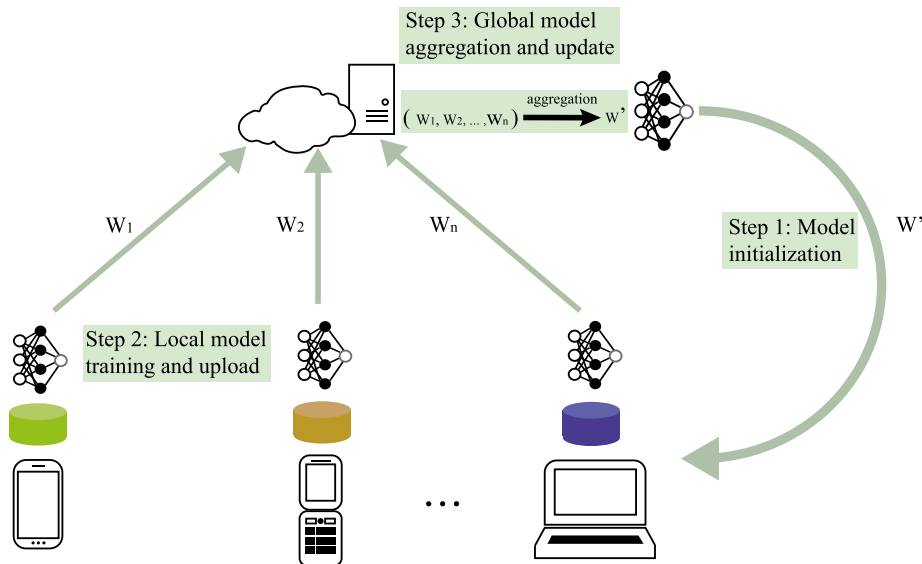 Step 3: Global model
aggregation and update
aggregation
( W1, W2, ... ,Wn) W'
W1
W2
Wn
Step 1: Model
initialization
W'
Step 2: Local model
training and upload
...